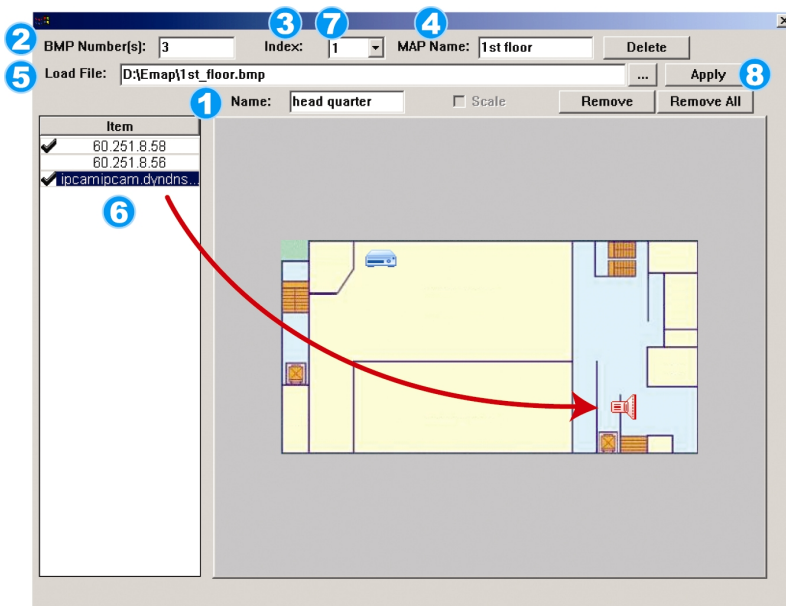 3 7 4
2 BMP Number(s): 3 Index: 1 MAP Name: 1st floor Delete
5 Load File: D:\Emap\1st_floor.bmp ... Apply 8
1 Name: head quarter Scale Remove Remove All
Item
60.251.8.58
60.251.8.56
ipcamipcam.dyndns...
6